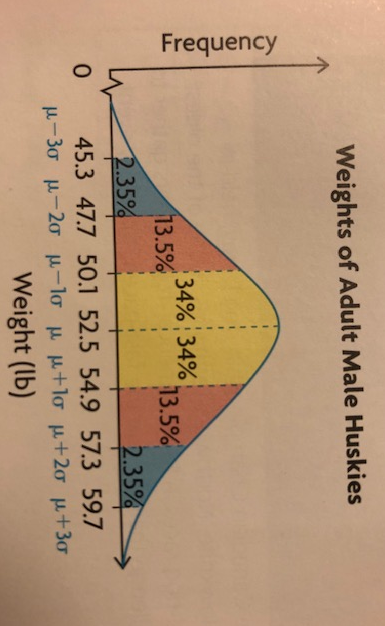 Weights of Adult Male Huskies
Frequency
34% 34%
13.5% 13.5%
2.35% 2.35%
0 45.3 47.7 50.1 52.5 54.9 57.3 59.7
μ−3σ μ−2σ μ−1σ μ μ+1σ μ+2σ μ+3σ
Weight (lb)